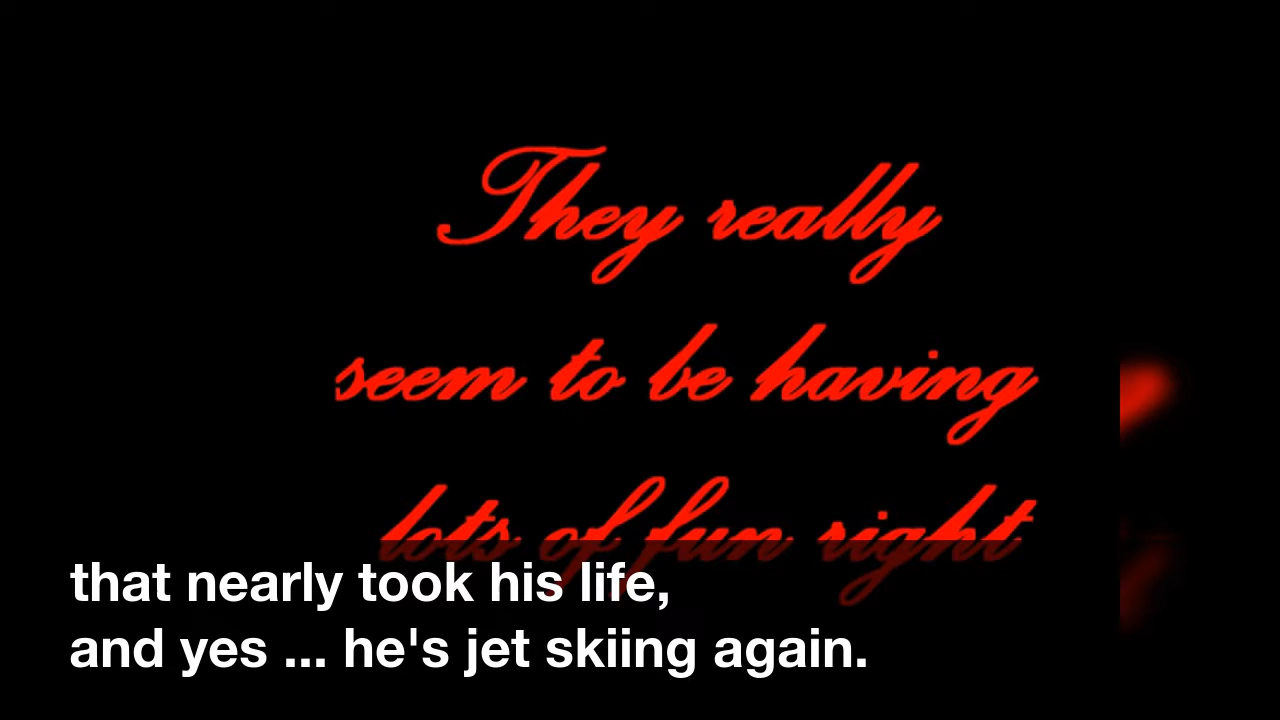 They really
seem to be having
lots of fun right
that nearly took his life,
and yes ... he's jet skiing again.